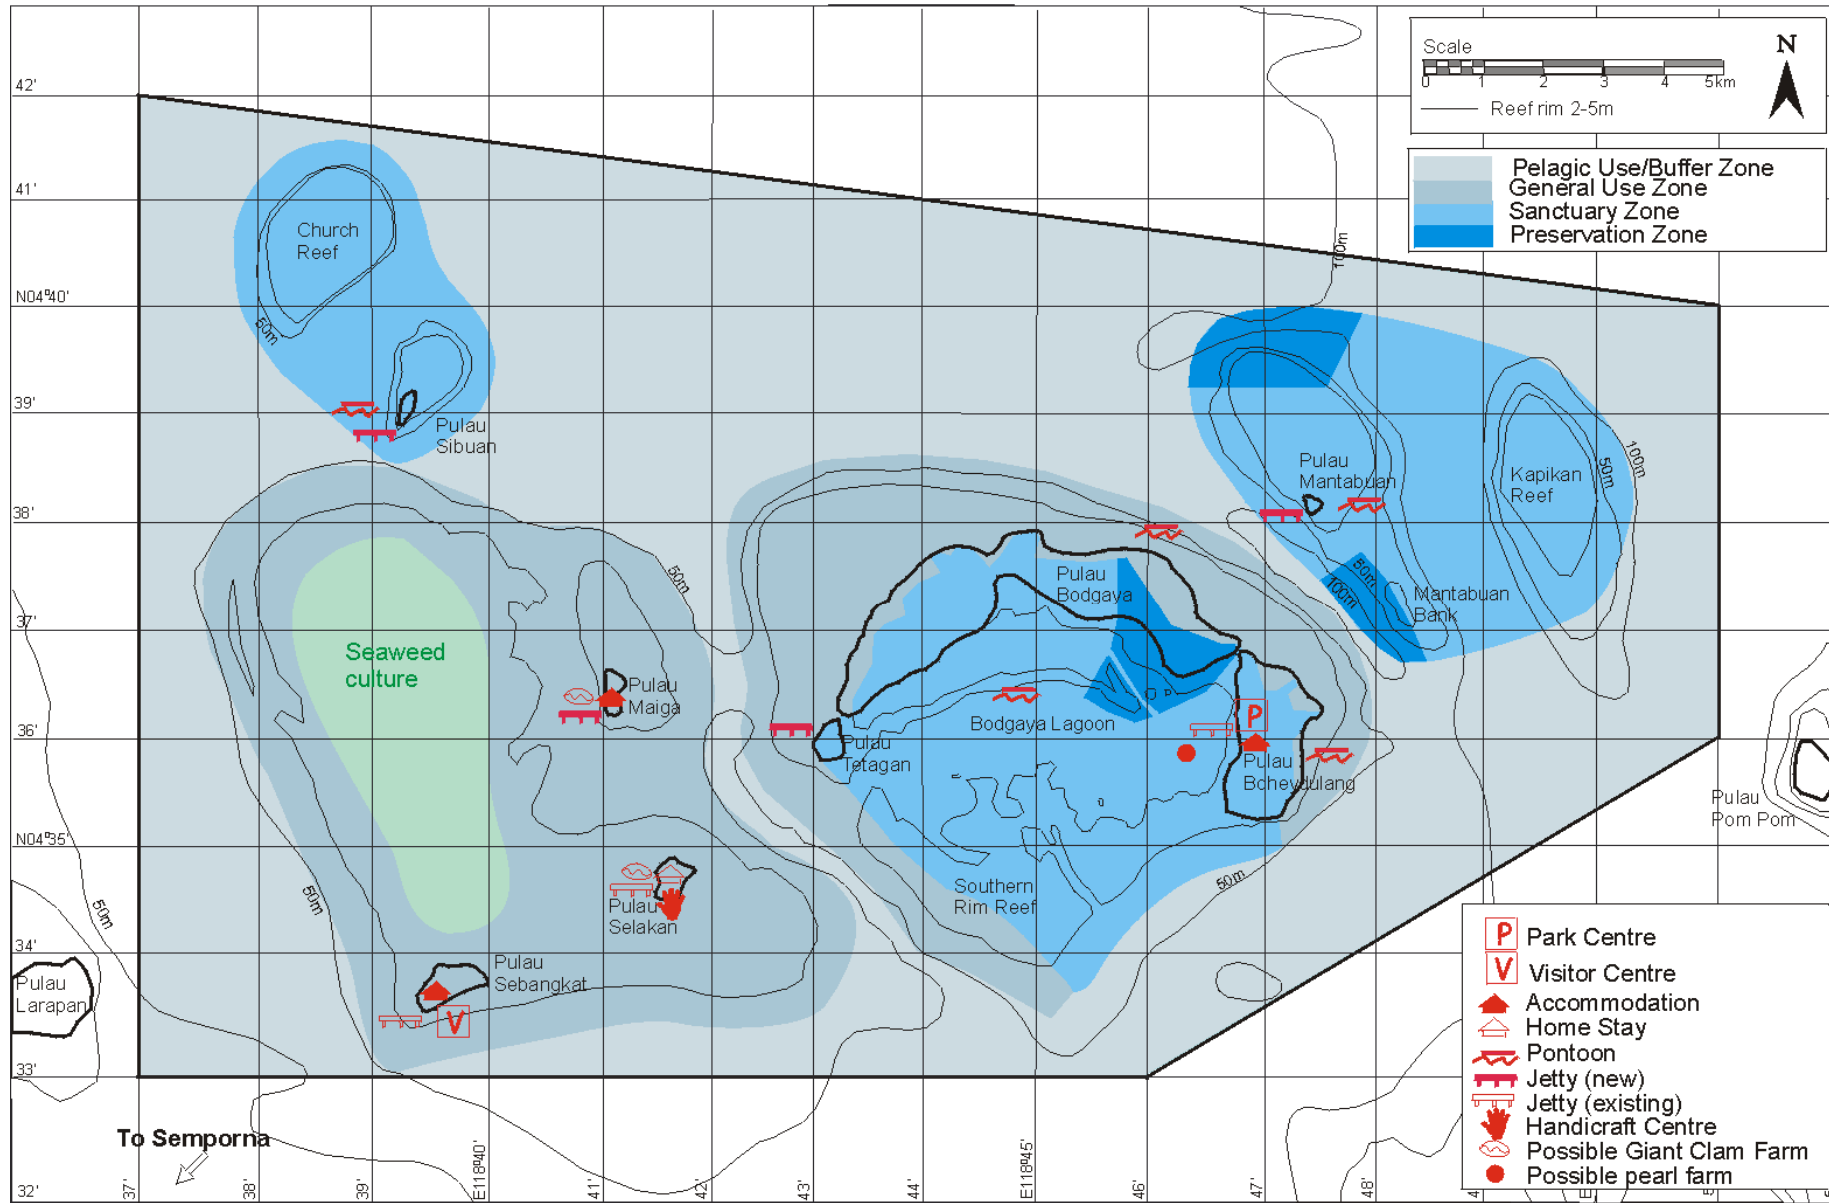 Scale
N
0 1 2 3 4 5km
Reef rim 2-5m
Pelagic Use/Buffer Zone
General Use Zone
Sanctuary Zone
Preservation Zone
42'
41'
N04°40'
39'
38'
37'
36'
N04°35'
34'
33'
32'
Church
Reef
50m
Pulau
Sibuan
100m
Pulau
Mantabuan
Kapikan
Reef
50m
100m
50m
100m
Mantabuan
Bank
50m
Pulau
Bodgaya
Seaweed
culture
Pulau
Maiga
Bodgaya Lagoon
P
Pulau
Tetagan
Pulau
Boheydulang
Pulau
Pom Pom
50m
50m
50m
Southern
Rim Reef
Pulau
Selakan
Pulau
Sebangkat
V
Pulau
Larapan
To Semporna
P Park Centre
V Visitor Centre
Accommodation
Home Stay
Pontoon
Jetty (new)
Jetty (existing)
Handicraft Centre
Possible Giant Clam Farm
Possible pearl farm
37'
38'
39'
E118°40'
41'
42'
43'
44'
E118°45'
46'
47'
48'